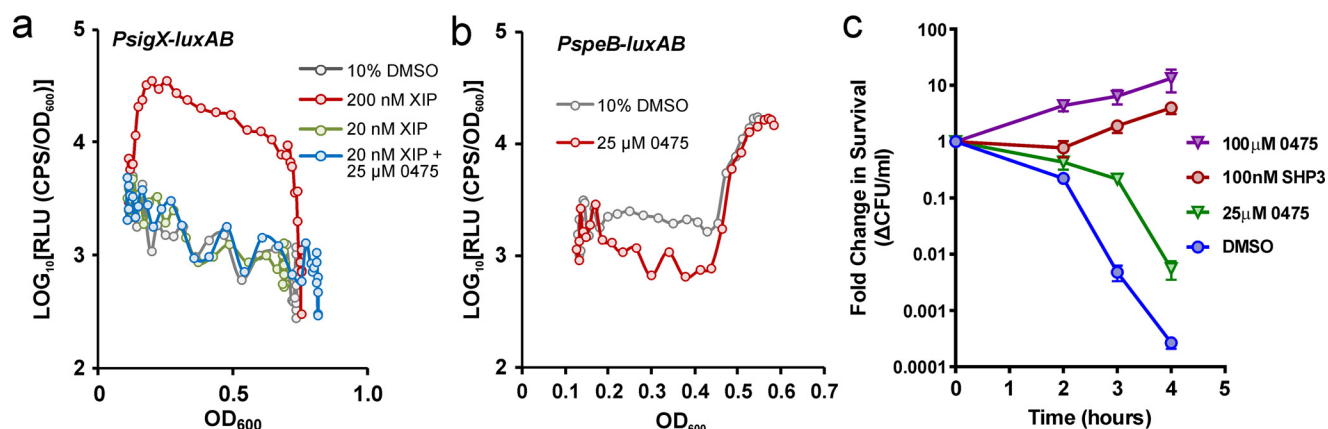 a
PsigX-luxAB
LOG10[RLU (CPS/OD600)]
5
4
3
2
0
0.5
1.0
OD600
10% DMSO
200 nM XIP
20 nM XIP
20 nM XIP +
25 µM 0475
b
PspeB-luxAB
LOG10[RLU (CPS/OD600)]
5
4
3
2
0
0.1
0.2
0.3
0.4
0.5
0.6
0.7
OD600
10% DMSO
25 µM 0475
c
Fold Change in Survival
(ΔCFU/ml)
100
10
1
0.1
0.01
0.001
0.0001
0
1
2
3
4
5
Time (hours)
100µM 0475
100nM SHP3
25µM 0475
DMSO